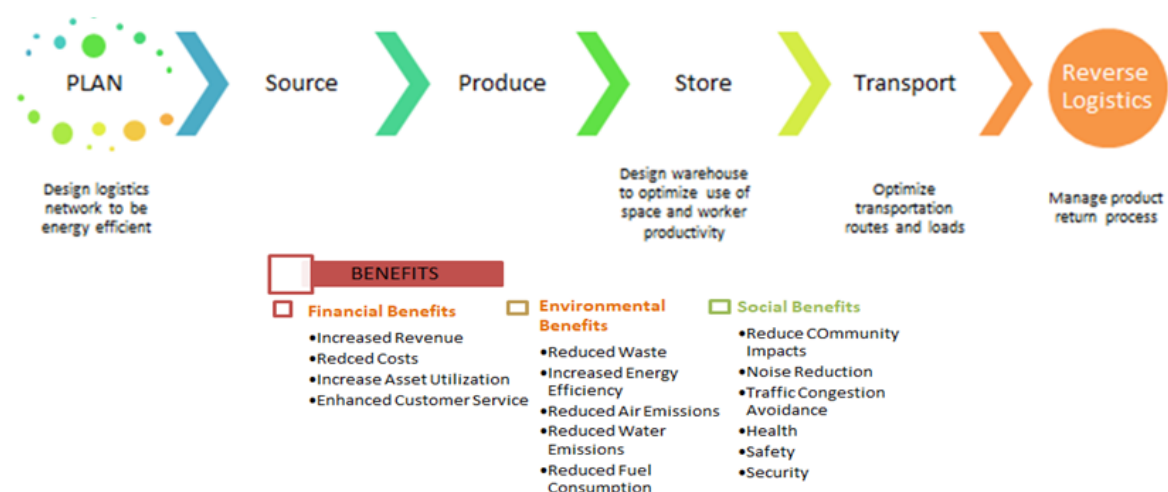 PLAN
Source
Produce
Store
Transport
Reverse
Logistics
Design logistics
network to be
energy efficient
Design warehouse
to optimize use of
space and worker
productivity
Optimize
transportation
routes and loads
Manage product
return process
BENEFITS
Financial Benefits
•Increased Revenue
•Redced Costs
•Increase Asset Utilization
•Enhanced Customer Service
Environmental
Benefits
•Reduced Waste
•Increased Energy
Efficiency
•Reduced Air Emissions
•Reduced Water
Emissions
•Reduced Fuel
Consumption
Social Benefits
•Reduce COmmunity
Impacts
•Noise Reduction
•Traffic Congestion
Avoidance
•Health
•Safety
•Security